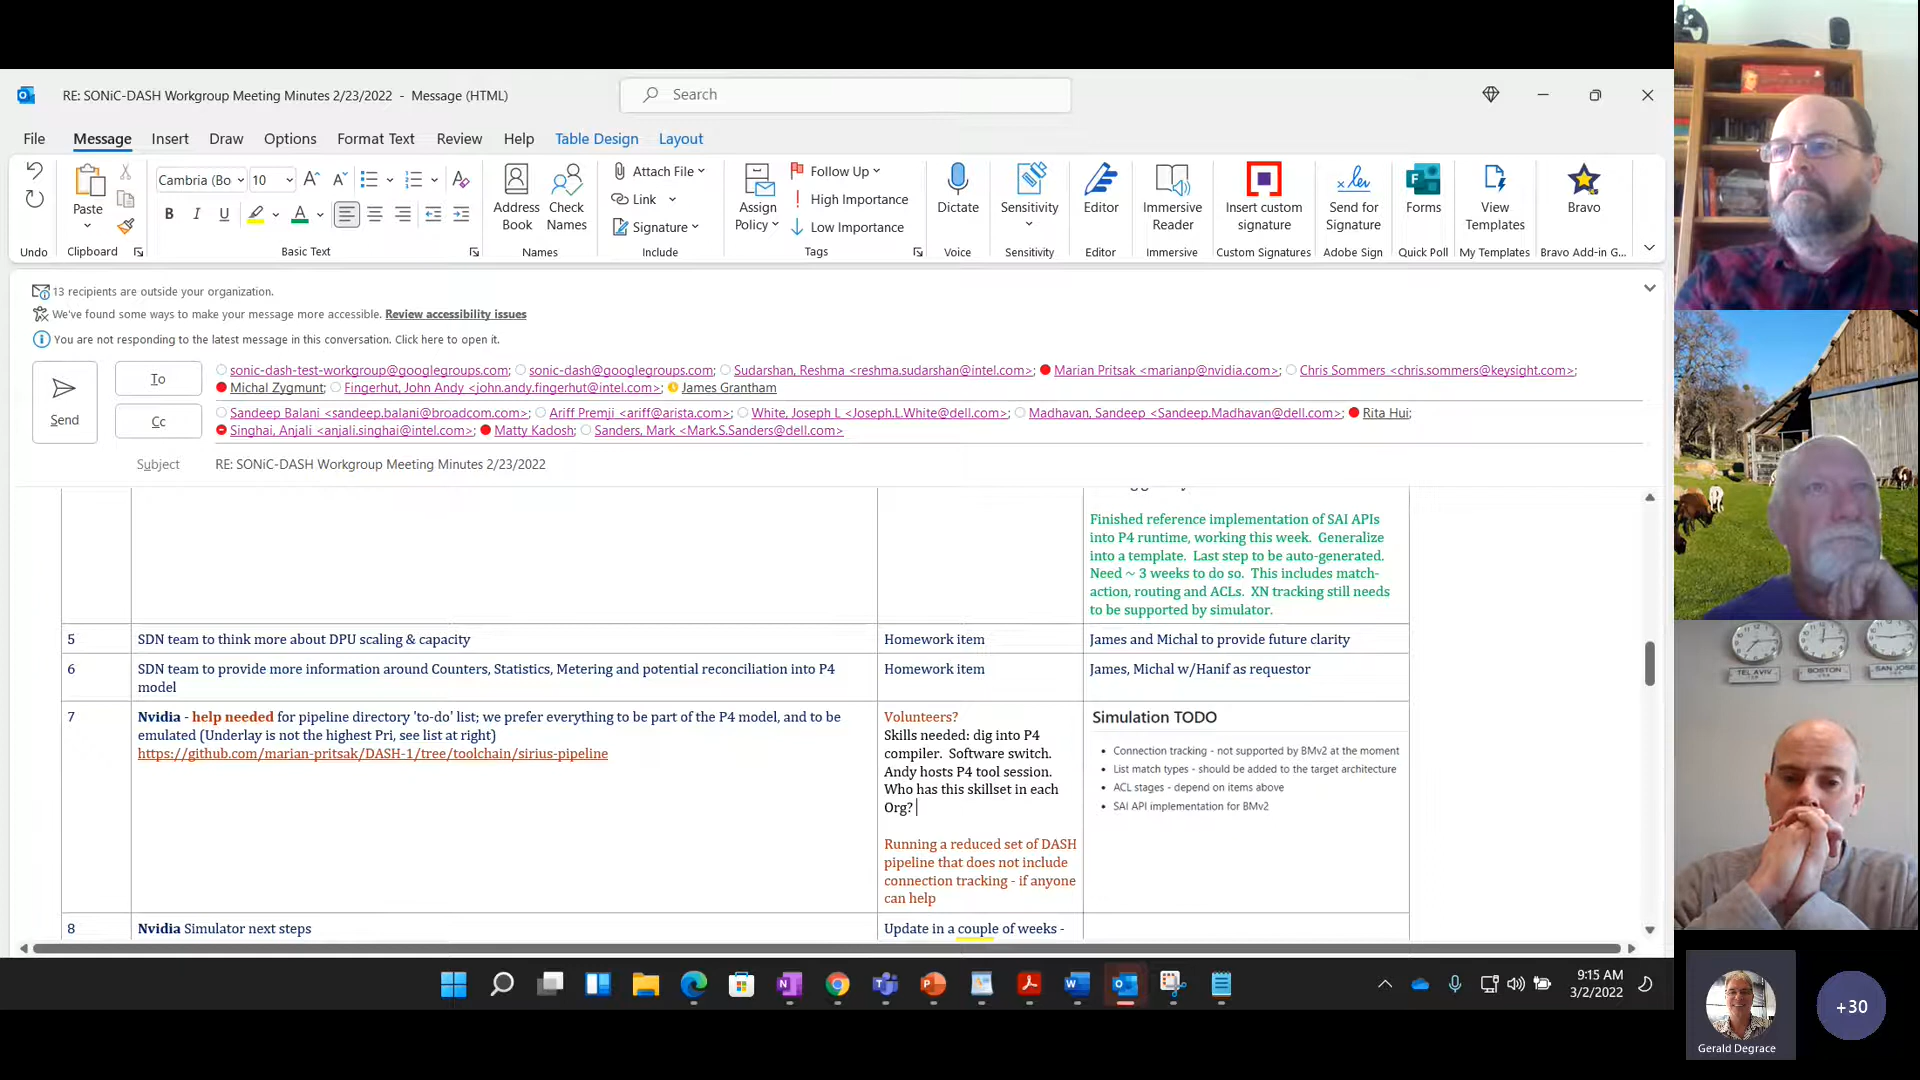 RE: SONiC-DASH Workgroup Meeting Minutes 2/23/2022 - Message (HTML)
Search
File Message Insert Draw Options Format Text Review Help Table Design Layout
Cambria (Bo 10
Attach File
Follow Up
Link
High Importance
Signature
Low Importance
Paste
Address Book
Check Names
Assign Policy
Dictate
Sensitivity
Editor
Immersive Reader
Insert custom signature
Send for Signature
Forms
View Templates
Bravo
Undo Clipboard Basic Text Names Include Tags Voice Sensitivity Editor Immersive Custom Signatures Adobe Sign Quick Poll My Templates Bravo Add-in G...
13 recipients are outside your organization.
We've found some ways to make your message more accessible. Review accessibility issues
You are not responding to the latest message in this conversation. Click here to open it.
Send
To
sonic-dash-test-workgroup@googlegroups.com; sonic-dash@googlegroups.com; Sudarshan, Reshma <reshma.sudarshan@intel.com>; Marian Pritsak <marianp@nvidia.com>; Chris Sommers <chris.sommers@keysight.com>;
Michal Zygmunt; Fingerhut, John Andy <john.andy.fingerhut@intel.com>; James Grantham
Cc
Sandeep Balani <sandeep.balani@broadcom.com>; Ariff Premji <ariff@arista.com>; White, Joseph L <Joseph.L.White@dell.com>; Madhavan, Sandeep <Sandeep.Madhavan@dell.com>; Rita Hui;
Singhai, Anjali <anjali.singhai@intel.com>; Matty Kadosh; Sanders, Mark <Mark.S.Sanders@dell.com>
Subject RE: SONiC-DASH Workgroup Meeting Minutes 2/23/2022
Finished reference implementation of SAI APIs
into P4 runtime, working this week. Generalize
into a template. Last step to be auto-generated.
Need ~ 3 weeks to do so. This includes match-
action, routing and ACLs. XN tracking still needs
to be supported by simulator.
5 SDN team to think more about DPU scaling & capacity Homework item James and Michal to provide future clarity
6 SDN team to provide more information around Counters, Statistics, Metering and potential reconciliation into P4
model
Homework item James, Michal w/Hanif as requestor
7 Nvidia - help needed for pipeline directory 'to-do' list; we prefer everything to be part of the P4 model, and to be
emulated (Underlay is not the highest Pri, see list at right)
https://github.com/marian-pritsak/DASH-1/tree/toolchain/sirius-pipeline
Volunteers?
Skills needed: dig into P4
compiler. Software switch.
Andy hosts P4 tool session.
Who has this skillset in each
Org?
Running a reduced set of DASH
pipeline that does not include
connection tracking - if anyone
can help
Simulation TODO
• Connection tracking - not supported by BMv2 at the moment
• List match types - should be added to the target architecture
• ACL stages - depend on items above
• SAI API implementation for BMv2
8 Nvidia Simulator next steps Update in a couple of weeks -
9:15 AM
3/2/2022
TEL AVIV
BOSTON
SAN JOSE
Gerald Degrace
+30